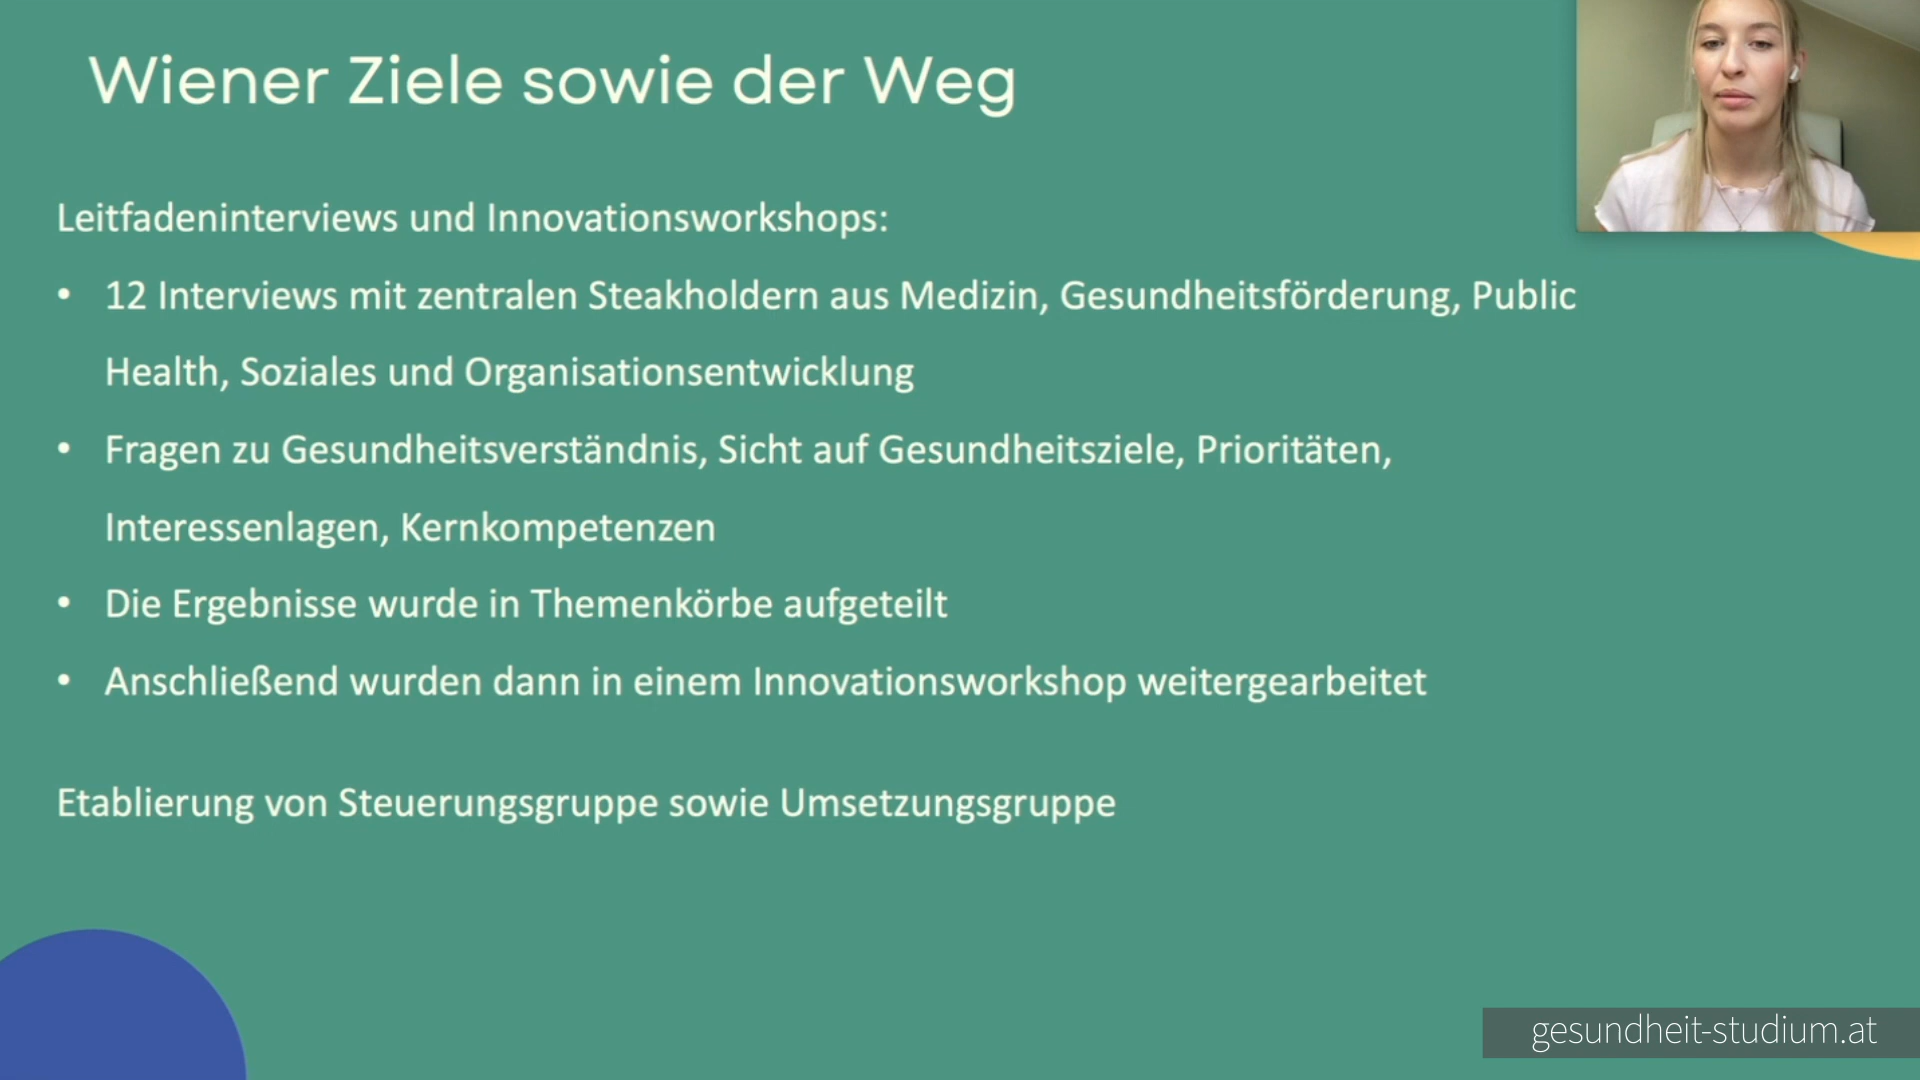 Wiener Ziele sowie der Weg
Leitfadeninterviews und Innovationsworkshops:
• 12 Interviews mit zentralen Steakholdern aus Medizin, Gesundheitsförderung, Public
Health, Soziales und Organisationsentwicklung
• Fragen zu Gesundheitsverständnis, Sicht auf Gesundheitsziele, Prioritäten,
Interessenlagen, Kernkompetenzen
• Die Ergebnisse wurde in Themenkörbe aufgeteilt
• Anschließend wurden dann in einem Innovationsworkshop weitergearbeitet
Etablierung von Steuerungsgruppe sowie Umsetzungsgruppe
gesundheit-studium.at